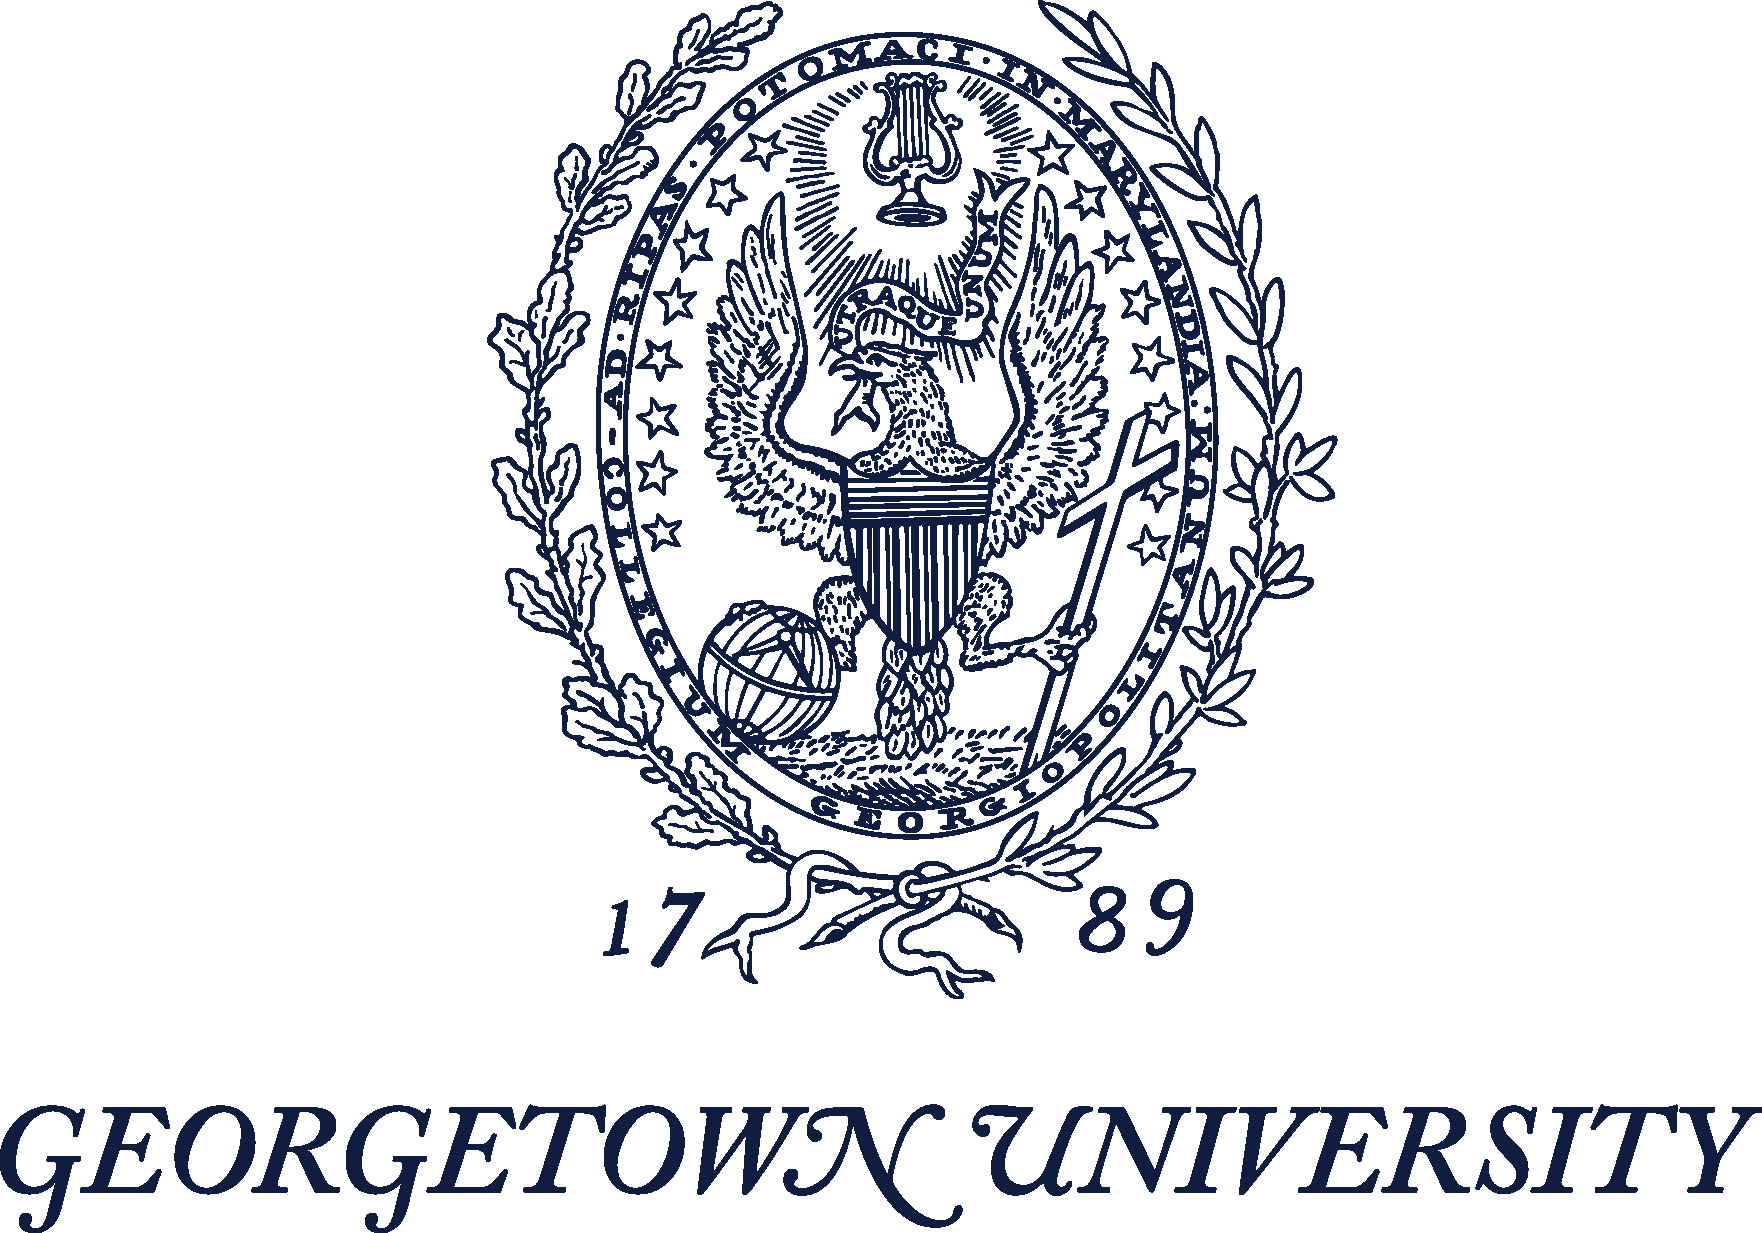 COLLEGIUM GEORGIOPOLITANUM · AD · RIPAS · POTOMACI · IN · MARYLANDIA ·
UTRAQUE UNUM
17 89
GEORGETOWN UNIVERSITY